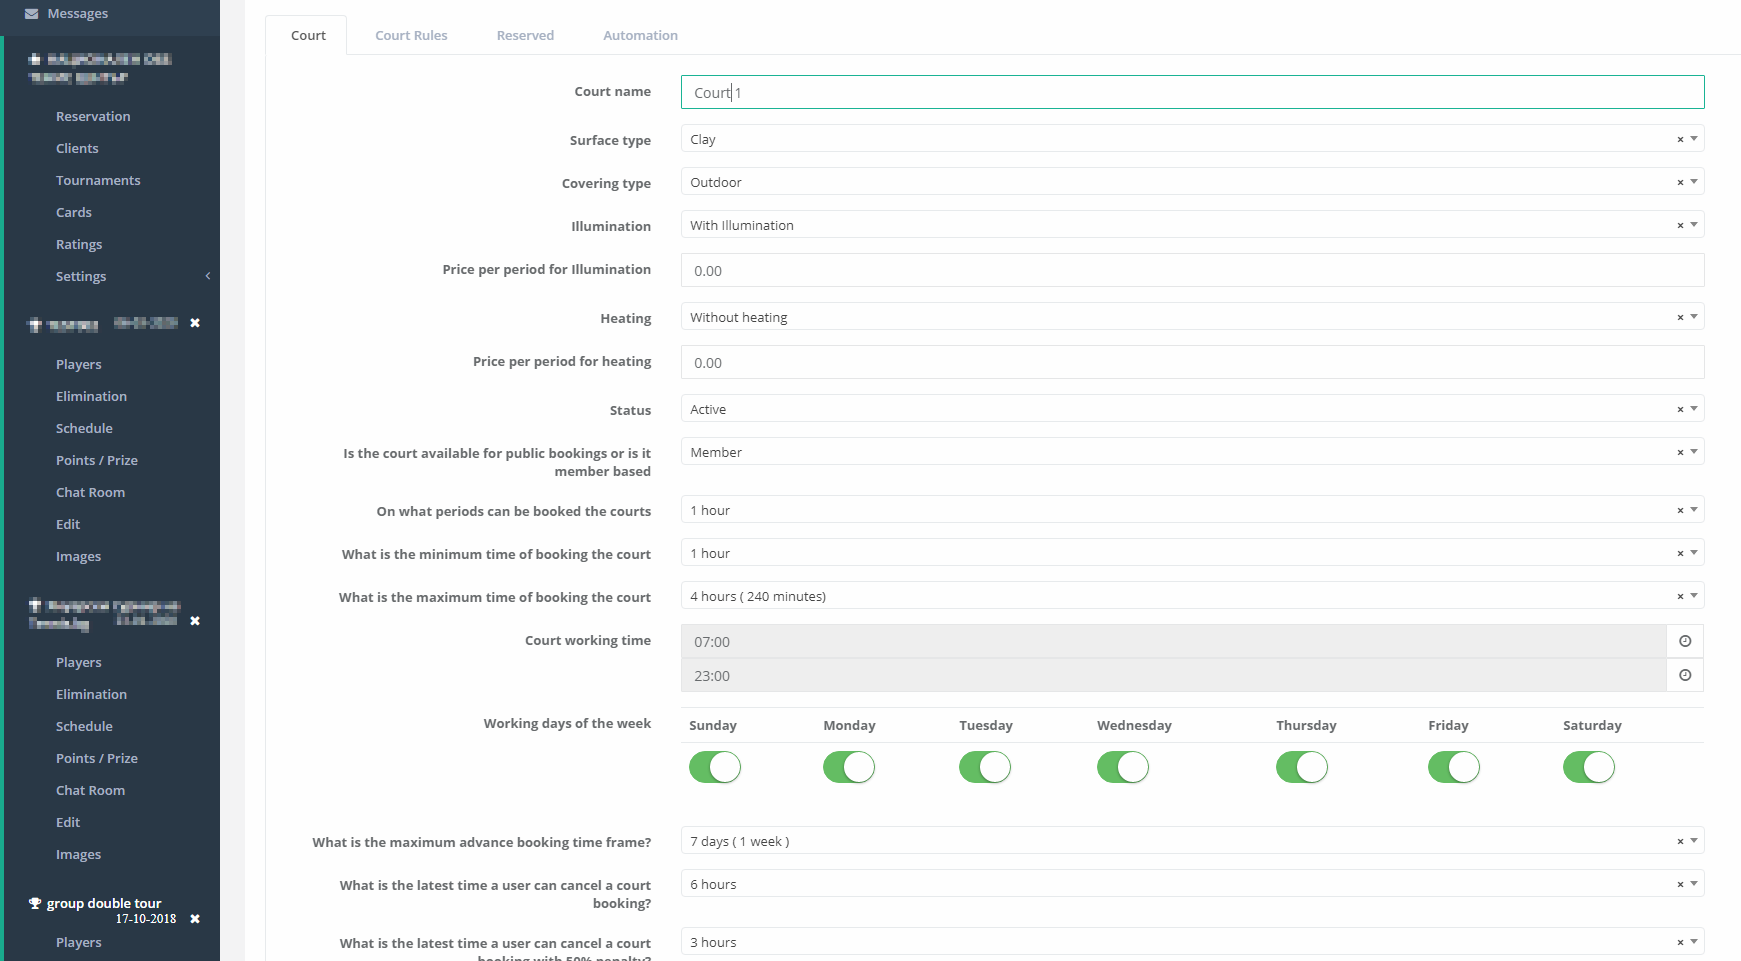 Messages
Reservation
Clients
Tournaments
Cards
Ratings
Settings
Players
Elimination
Schedule
Points / Prize
Chat Room
Edit
Images
Players
Elimination
Schedule
Points / Prize
Chat Room
Edit
Images
group double tour
17-10-2018
Players
Court Court Rules Reserved Automation
Court name Court 1
Surface type Clay
Covering type Outdoor
Illumination With Illumination
Price per period for Illumination 0.00
Heating Without heating
Price per period for heating 0.00
Status Active
Is the court available for public bookings or is it member based Member
On what periods can be booked the courts 1 hour
What is the minimum time of booking the court 1 hour
What is the maximum time of booking the court 4 hours ( 240 minutes)
Court working time 07:00
23:00
Working days of the week Sunday Monday Tuesday Wednesday Thursday Friday Saturday
What is the maximum advance booking time frame? 7 days ( 1 week )
What is the latest time a user can cancel a court booking? 6 hours
What is the latest time a user can cancel a court booking with 50% penalty? 3 hours